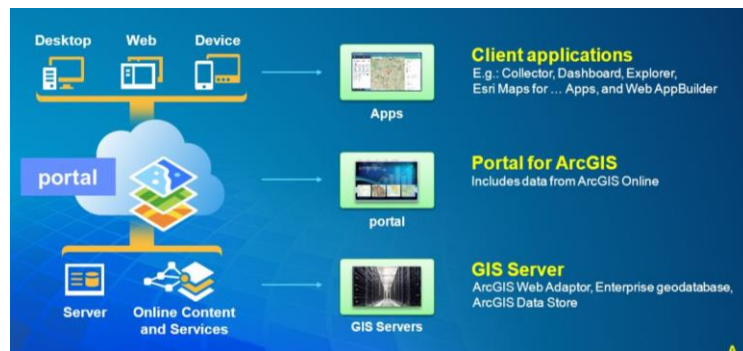 Desktop
Web
Device
Apps
Client applications
E.g.: Collector, Dashboard, Explorer,
Esri Maps for ... Apps, and Web AppBuilder
portal
portal
Portal for ArcGIS
Includes data from ArcGIS Online
Server
Online Content
and Services
GIS Servers
GIS Server
ArcGIS Web Adaptor, Enterprise geodatabase,
ArcGIS Data Store